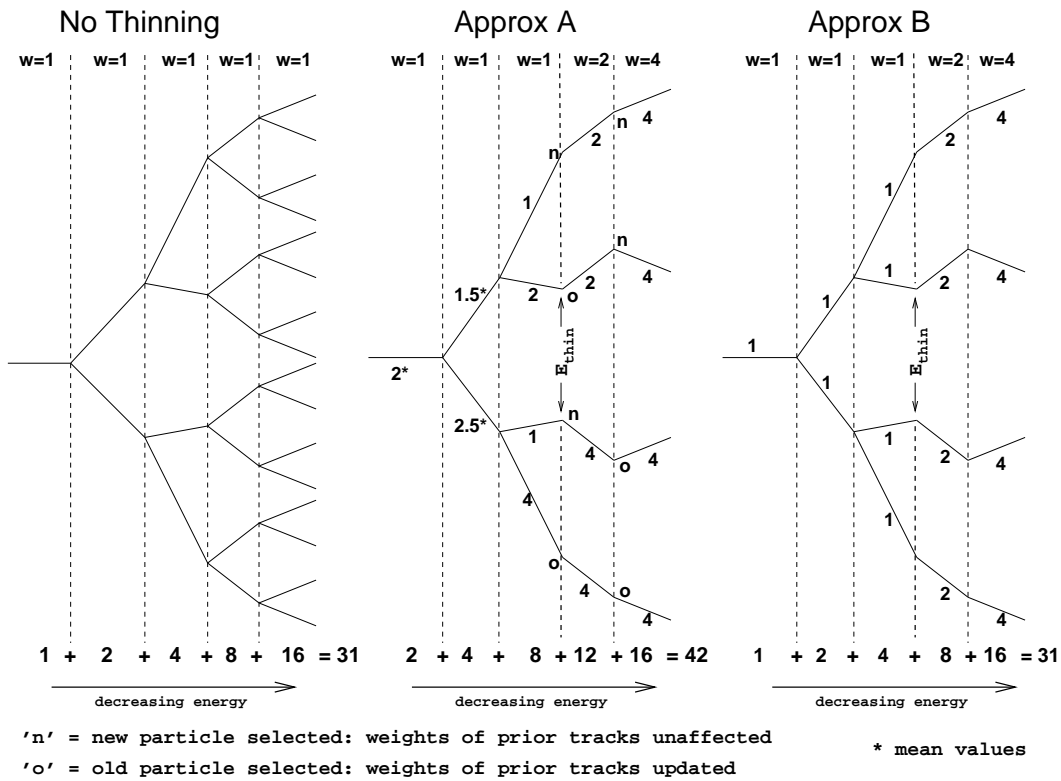 No Thinning Approx A Approx B
w=1 w=1 w=1 w=1 w=1 w=1 w=1 w=1 w=2 w=4 w=1 w=1 w=1 w=2 w=4
n 2 n 4 2 4
1 1
n
1.5* 2 o 2 4 1 1 2 4
2* Ethin 1 1 Ethin
2.5* 1 n 4 o 4 1 1 2 4
4 1
o 4 o 4 2 4
1 + 2 + 4 + 8 + 16 = 31 2 + 4 + 8 + 12 + 16 = 42 1 + 2 + 4 + 8 + 16 = 31
decreasing energy decreasing energy decreasing energy
'n' = new particle selected: weights of prior tracks unaffected
* mean values
'o' = old particle selected: weights of prior tracks updated